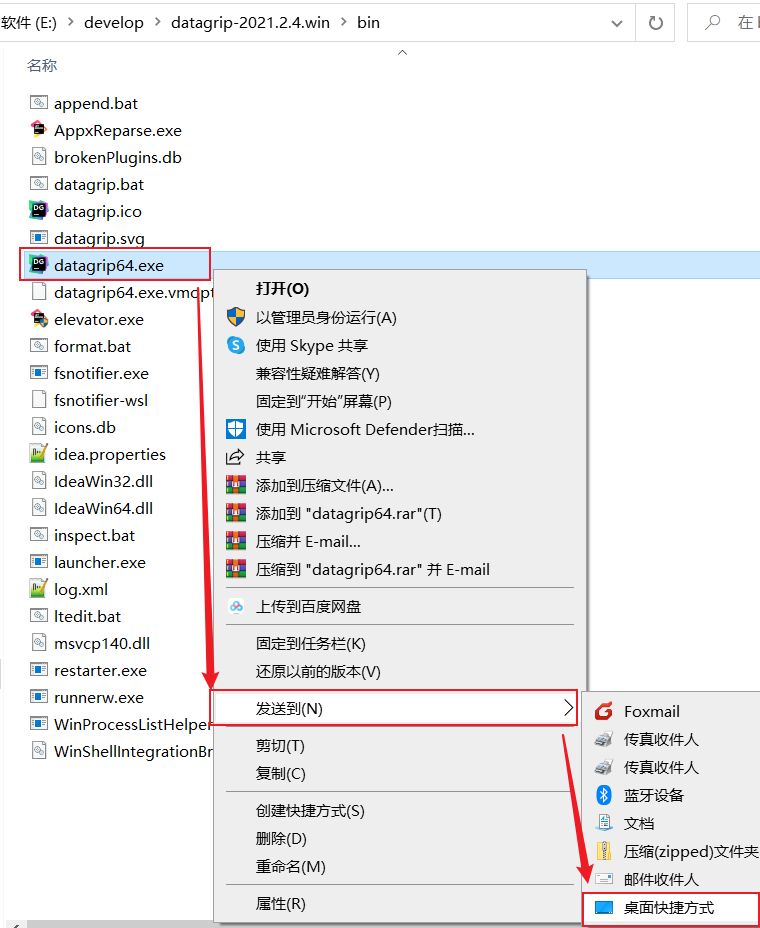 软件 (E:) › develop › datagrip-2021.2.4.win › bin
在 b
名称
append.bat
AppxReparse.exe
brokenPlugins.db
datagrip.bat
datagrip.ico
datagrip.svg
datagrip64.exe
datagrip64.exe.vmopt
elevator.exe
format.bat
fsnotifier.exe
fsnotifier-wsl
icons.db
idea.properties
IdeaWin32.dll
IdeaWin64.dll
inspect.bat
launcher.exe
log.xml
ltedit.bat
msvcp140.dll
restarter.exe
runnerw.exe
WinProcessListHelper
WinShellIntegrationBr
打开(O)
以管理员身份运行(A)
使用 Skype 共享
兼容性疑难解答(Y)
固定到“开始”屏幕(P)
使用 Microsoft Defender扫描...
共享
添加到压缩文件(A)...
添加到 "datagrip64.rar"(T)
压缩并 E-mail...
压缩到 "datagrip64.rar" 并 E-mail
上传到百度网盘
固定到任务栏(K)
还原以前的版本(V)
发送到(N)
剪切(T)
复制(C)
创建快捷方式(S)
删除(D)
重命名(M)
属性(R)
Foxmail
传真收件人
传真收件人
蓝牙设备
文档
压缩(zipped)文件夹
邮件收件人
桌面快捷方式